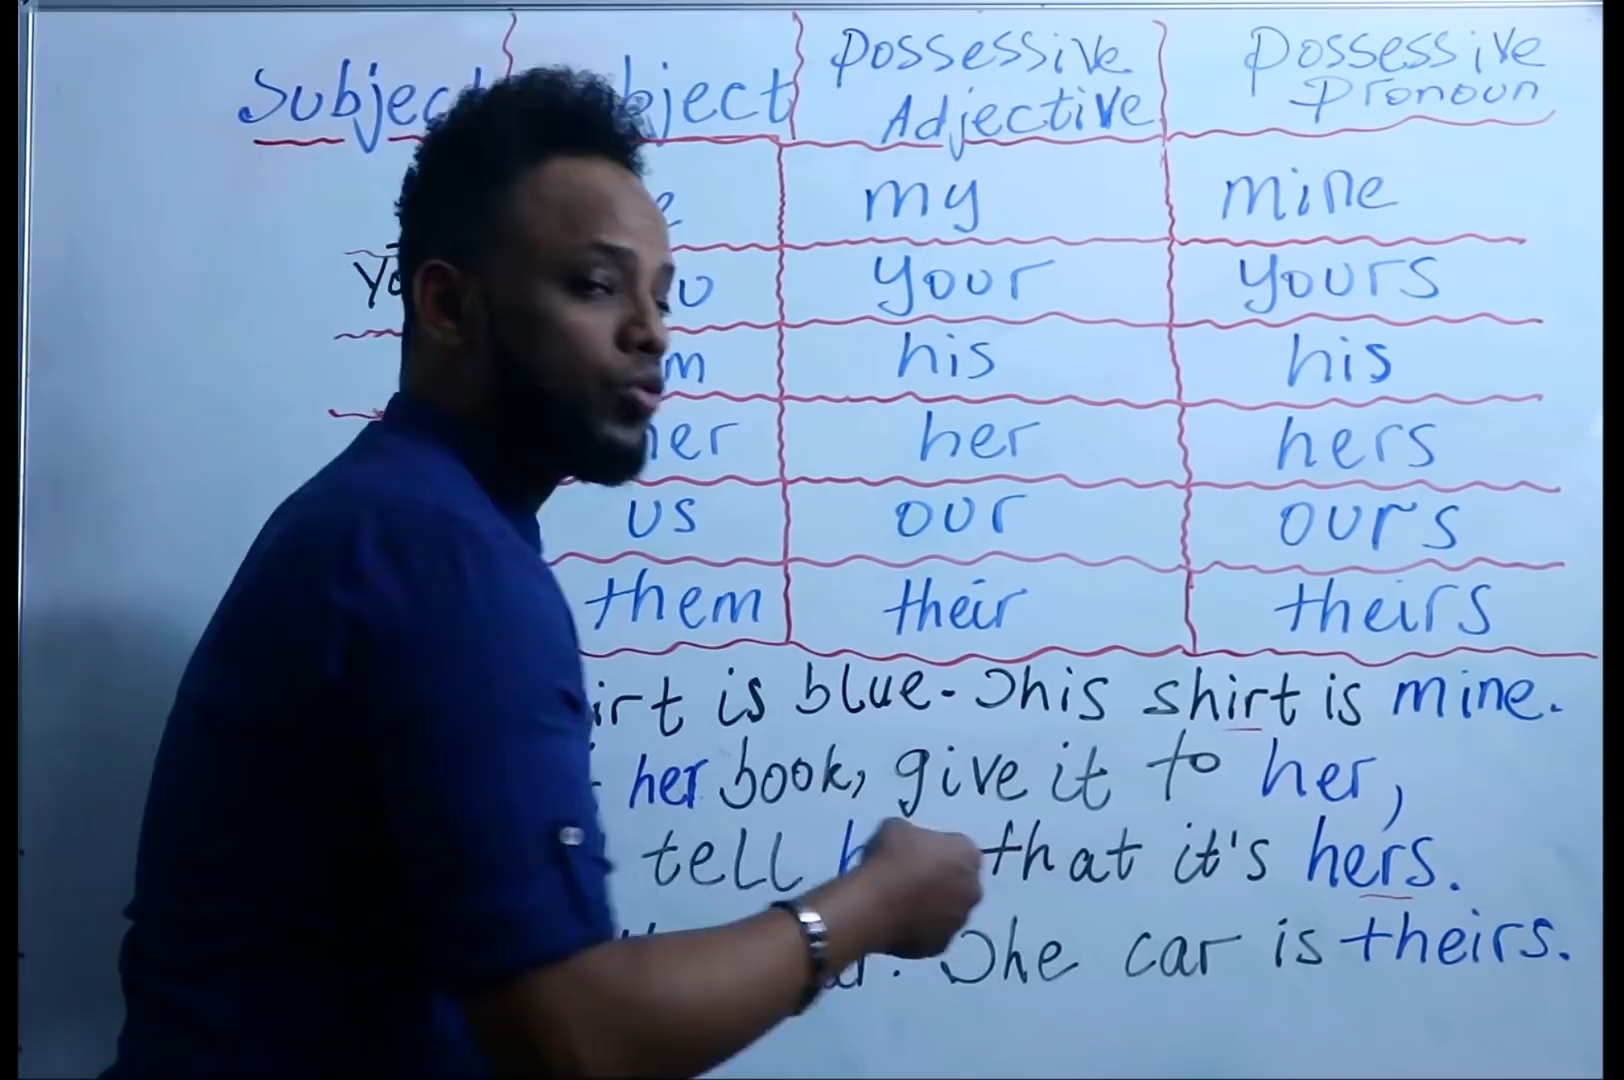 Possessive Possessive
Subject Object Adjective Pronoun
my mine
your yours
his his
her her hers
us our ours
them their theirs
is blue. This shirt is mine.
her book, give it to her,
tell that it's hers.
The car is theirs.